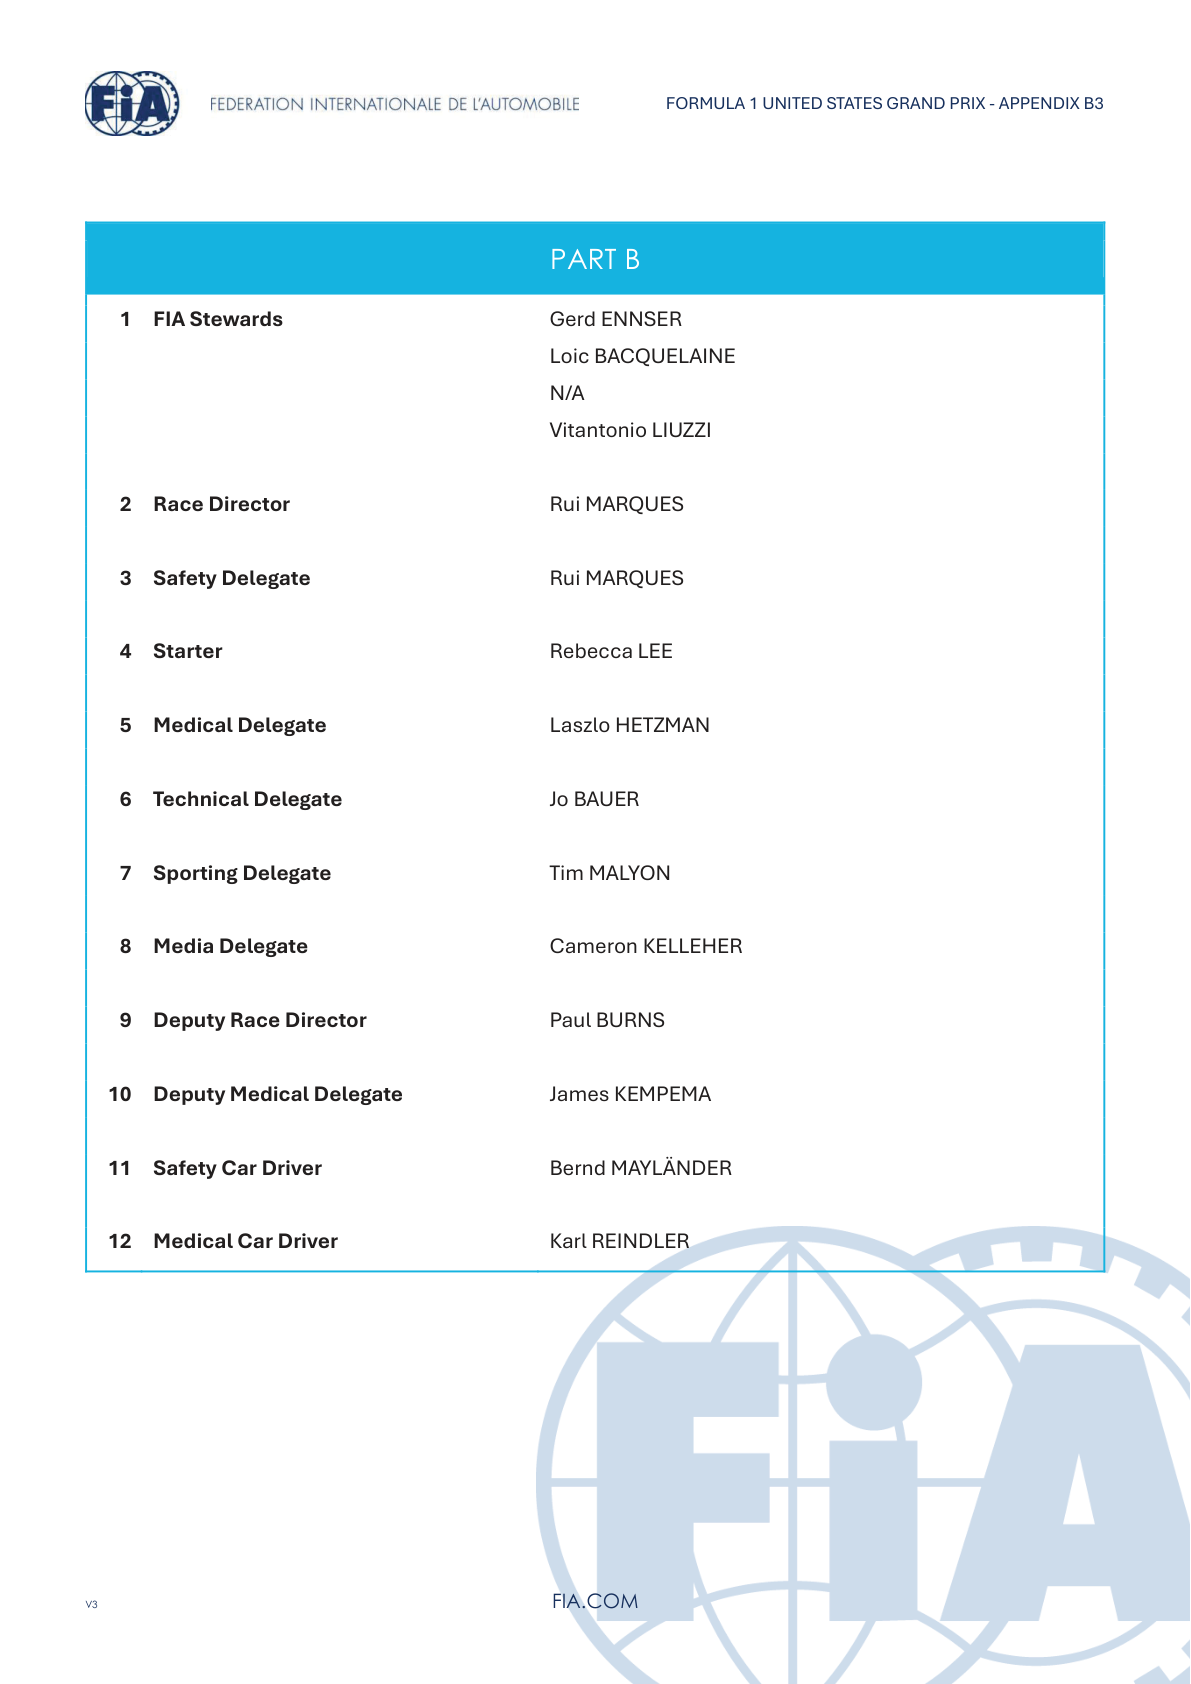 FiA FEDERATION INTERNATIONALE DE L'AUTOMOBILE FORMULA 1 UNITED STATES GRAND PRIX - APPENDIX B3
PART B
1 FIA Stewards Gerd ENNSER
Loic BACQUELAINE
N/A
Vitantonio LIUZZI
2 Race Director Rui MARQUES
3 Safety Delegate Rui MARQUES
4 Starter Rebecca LEE
5 Medical Delegate Laszlo HETZMAN
6 Technical Delegate Jo BAUER
7 Sporting Delegate Tim MALYON
8 Media Delegate Cameron KELLEHER
9 Deputy Race Director Paul BURNS
10 Deputy Medical Delegate James KEMPEMA
11 Safety Car Driver Bernd MAYLÄNDER
12 Medical Car Driver Karl REINDLER
FiA
V3 FIA.COM